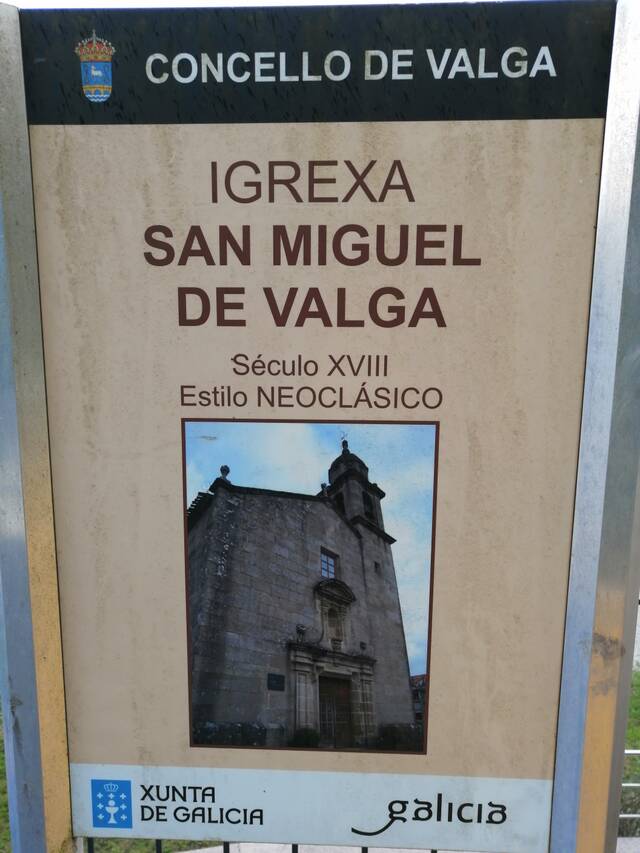 CONCELLO DE VALGA
IGREXA
SAN MIGUEL
DE VALGA
Século XVIII
Estilo NEOCLÁSICO
XUNTA
DE GALICIA
galicia